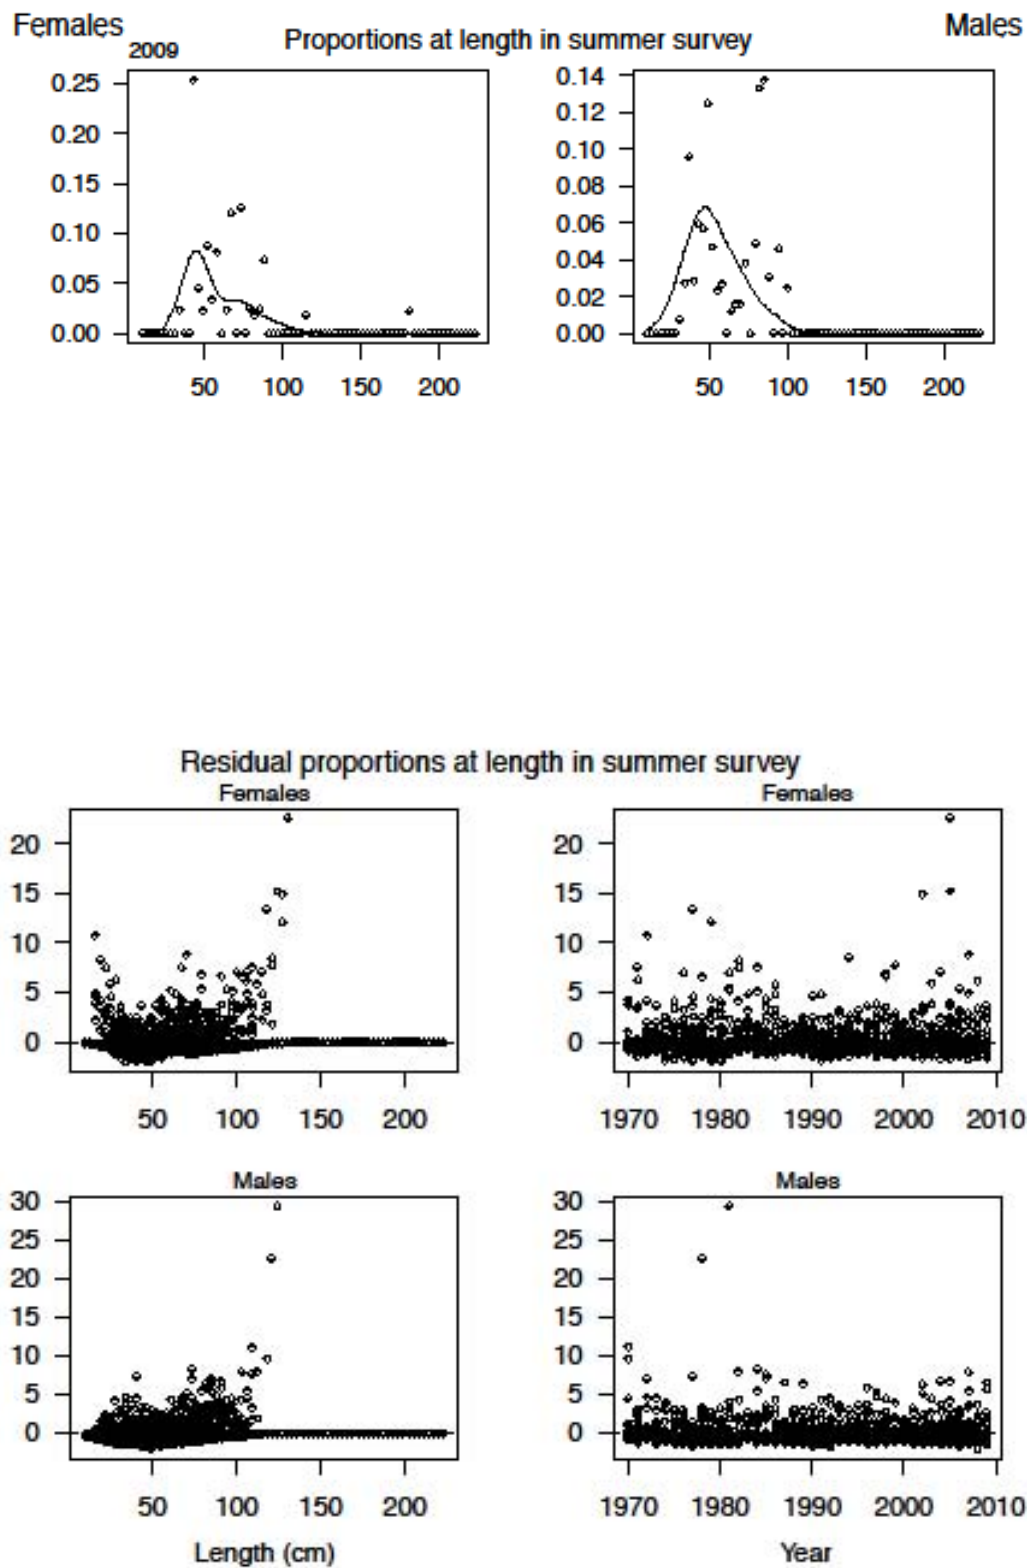 Females Proportions at length in summer survey Males
2009
0.25 0.14
0.12
0.20 0.10
0.15 0.08
0.10 0.06
0.04
0.05 0.02
0.00 0.00
50 100 150 200 50 100 150 200
Residual proportions at length in summer survey
Females Females
20 20
15 15
10 10
5 5
0 0
50 100 150 200 1970 1980 1990 2000 2010
Males Males
30 30
25 25
20 20
15 15
10 10
5 5
0 0
50 100 150 200 1970 1980 1990 2000 2010
Length (cm) Year